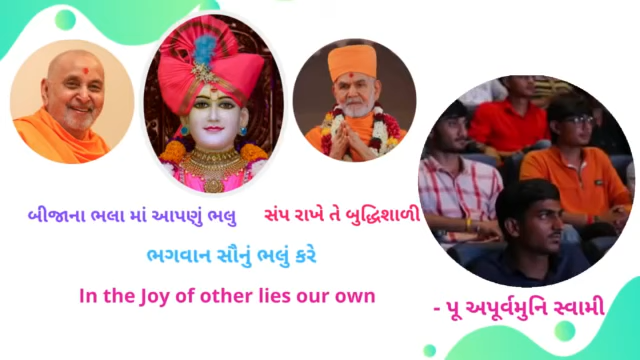 બીજાના ભલા માં આપણું ભલુ
સંપ રાખે તે બુદ્ધિશાળી
ભગવાન સૌનું ભલું કરે
In the Joy of other lies our own
- પૂ અપૂર્વમુનિ સ્વામી